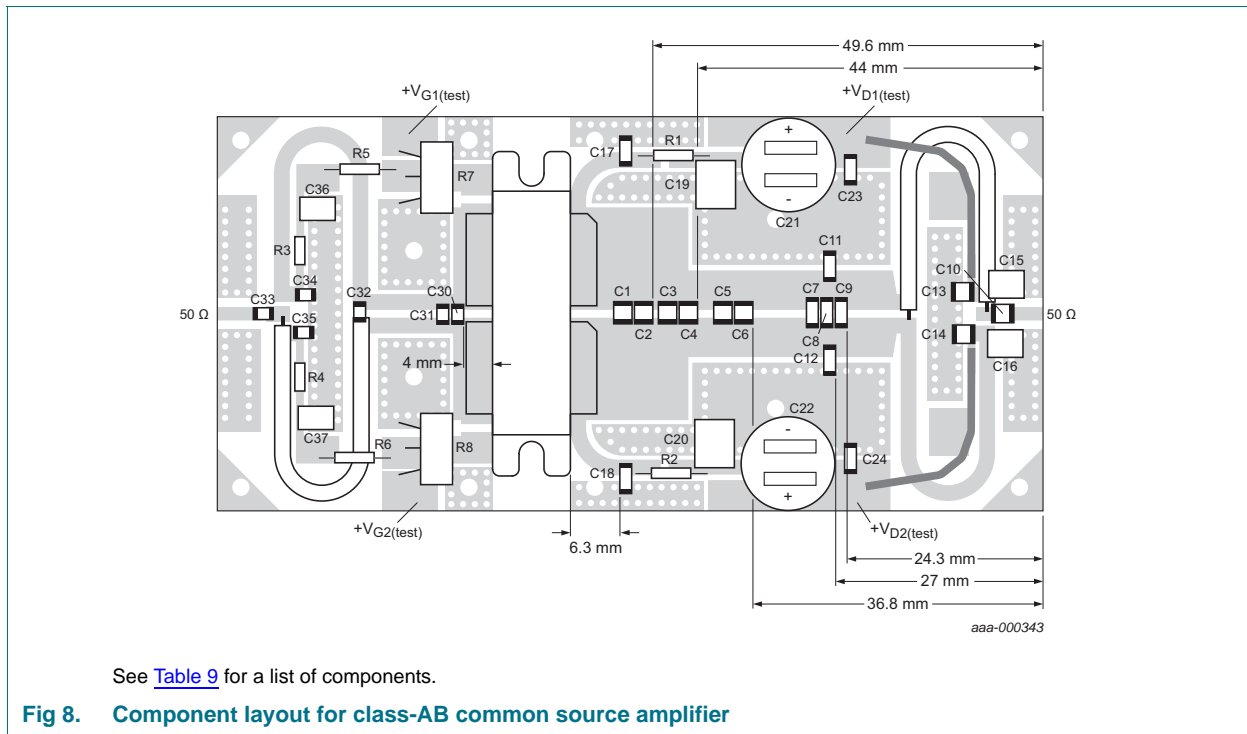 49.6 mm
44 mm
+VG1(test)
+VD1(test)
C17
R1
R5
R7
C36
C19
C23
C21
R3
C11
C15
C10
C34
C13
C33
C32
C30
C1
C3
C5
C7
C9
50 Ω
50 Ω
C31
C35
C2
C4
C6
C8
C14
C12
C16
4 mm
R4
C37
C22
R6
R8
C20
C24
C18
R2
+VG2(test)
+VD2(test)
6.3 mm
24.3 mm
27 mm
36.8 mm
aaa-000343
See Table 9 for a list of components.
Fig 8. Component layout for class-AB common source amplifier